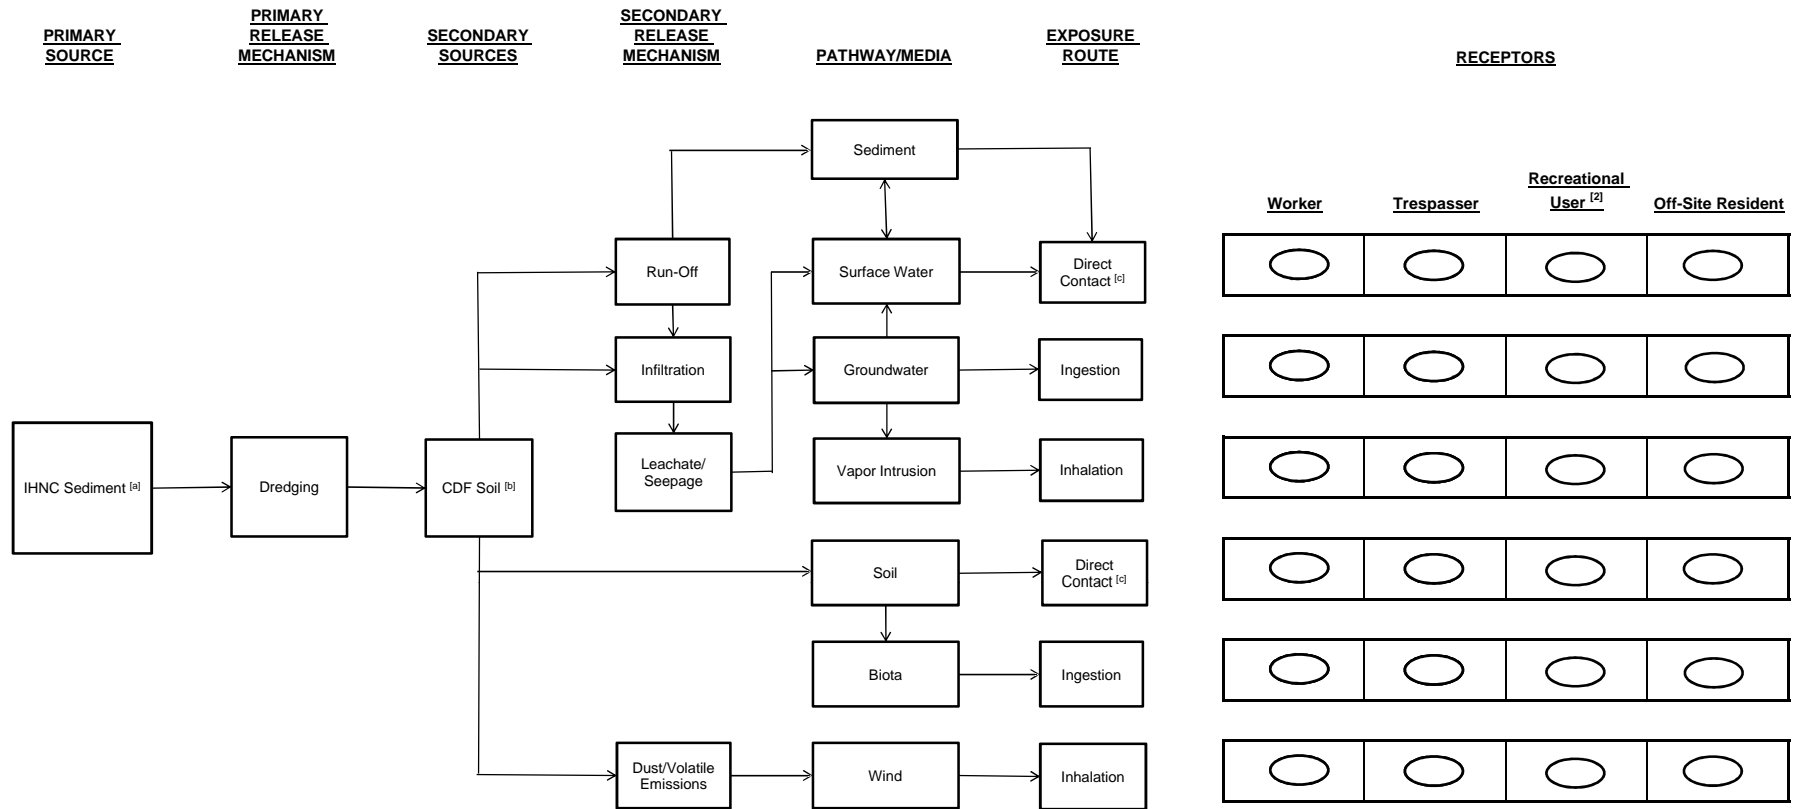 PRIMARY
SOURCE
PRIMARY
RELEASE
MECHANISM
SECONDARY
SOURCES
SECONDARY
RELEASE
MECHANISM
PATHWAY/MEDIA
EXPOSURE
ROUTE
RECEPTORS
Worker
Trespasser
Recreational
User [2]
Off-Site Resident
Sediment
Run-Off
Surface Water
Direct
Contact [c]
Infiltration
Groundwater
Ingestion
IHNC Sediment [a]
Dredging
CDF Soil [b]
Leachate/
Seepage
Vapor Intrusion
Inhalation
Soil
Direct
Contact [c]
Biota
Ingestion
Dust/Volatile
Emissions
Wind
Inhalation